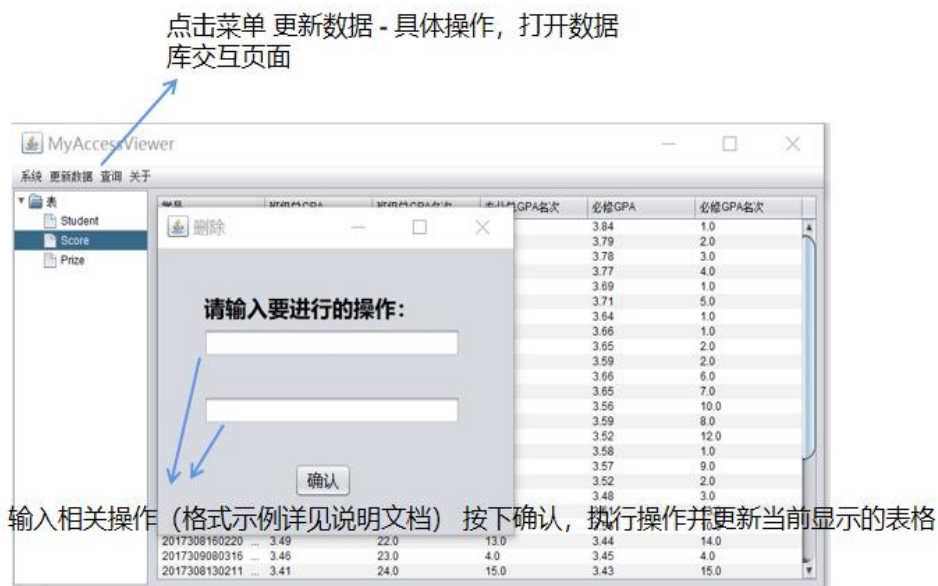 点击菜单 更新数据 - 具体操作，打开数据
库交互页面
MyAccessViewer
系统 更新数据 查询 关于
表
Student
Score
Prize
GPA名次 必修GPA 必修GPA名次
删除
请输入要进行的操作：
确认
3.84 1.0
3.79 2.0
3.78 3.0
3.77 4.0
3.69 1.0
3.71 5.0
3.64 1.0
3.66 1.0
3.65 2.0
3.59 2.0
3.66 6.0
3.65 7.0
3.56 10.0
3.59 8.0
3.52 12.0
3.58 1.0
3.57 9.0
3.52 2.0
3.48 3.0
输入相关操作（格式示例详见说明文档） 按下确认，执行操作并更新当前显示的表格
2017308160220 ... 3.49 22.0 13.0 3.44 14.0
2017309080316 ... 3.46 23.0 4.0 3.45 4.0
2017308130211 ... 3.41 24.0 15.0 3.43 15.0